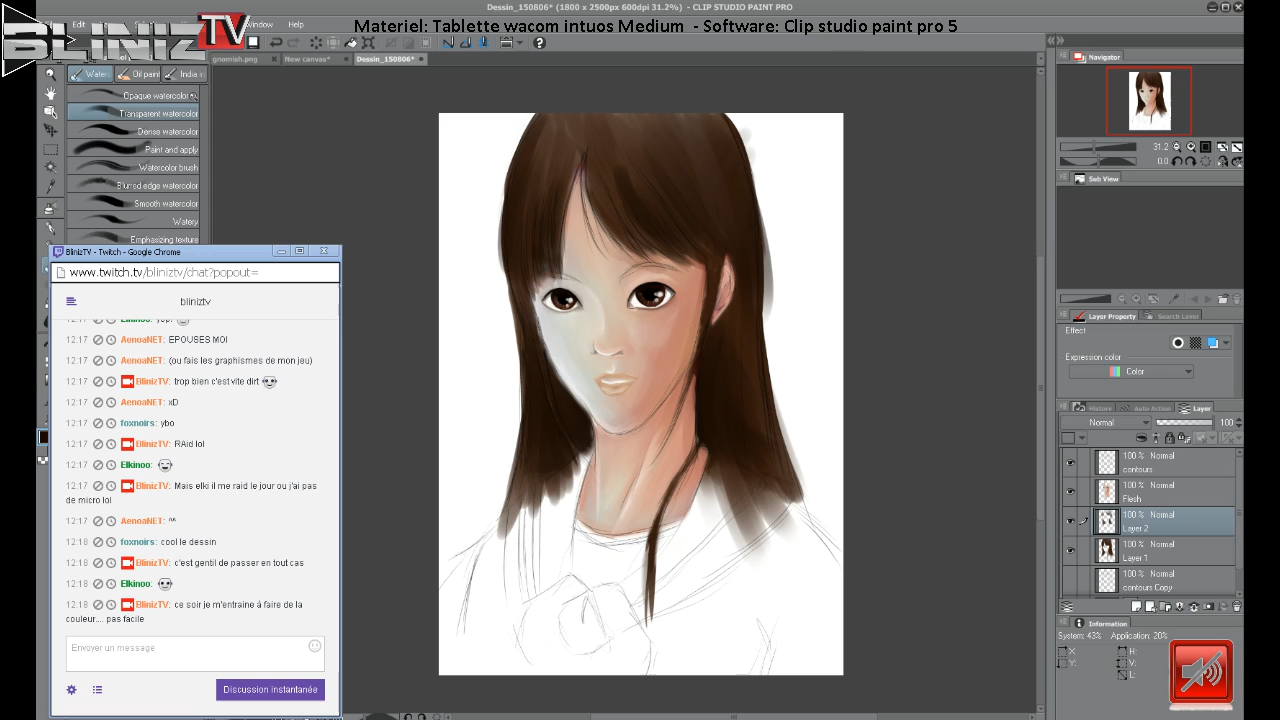 Dessin_150806* (1800 x 2500px 600dpi 31.2%) - CLIP STUDIO PAINT PRO
Edit
Window
Help
Materiel: Tablette wacom intuos Medium - Software: Clip studio paint pro 5
BLINIZ TV
gnomish.png
New canvas*
Dessin_150806*
Navigator
Water
Oil paint
India in
Opaque watercolor
Transparent watercolor
Dense watercolor
Paint and apply
Watercolor brush
Blurred edge watercolor
Smooth watercolor
Watery
Emphasizing texture
31.2
0.0
Sub View
BlinizTV - Twitch - Google Chrome
www.twitch.tv/bliniztv/chat?popout=
bliniztv
12:17 AenoaNET: EPOUSES MOI
12:17 AenoaNET: (ou fais les graphismes de mon jeu)
12:17 BlinizTV: trop bien c'est vite dirt
12:17 AenoaNET: xD
12:17 foxnoirs: ybo
12:17 BlinizTV: RAid lol
12:17 Elkinoo:
12:17 BlinizTV: Mais elki il me raid le jour ou j'ai pas
de micro lol
12:17 AenoaNET: ^^
12:18 foxnoirs: cool le dessin
12:18 BlinizTV: c'est gentil de passer en tout cas
12:18 Elkinoo:
12:18 BlinizTV: ce soir je m'entraine à faire de la
couleur.... pas facile
Envoyer un message
Discussion instantanée
Layer Property
Search Layer
Effect
Expression color
Color
History
Auto Action
Layer
Normal
100
100 % Normal
contours
100 % Normal
Flesh
100 % Normal
Layer 2
100 % Normal
Layer 1
100 % Normal
contours Copy
Information
System: 43% Application: 20%
X
H:
Y:
V:
L: